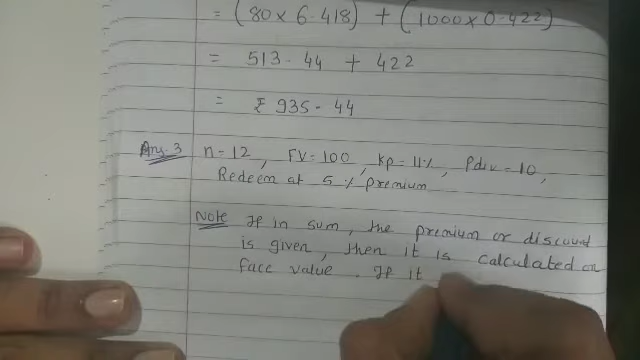 = (80 x 6.418) + (1000 x 0.422)
= 513.44 + 422
= ₹ 935.44
Ans.3 n=12, FV=100, kp=11%, Pdiv=10,
Redeem at 5% premium
Note If in sum, the premium or discount
is given, then it is calculated on
face value. If it